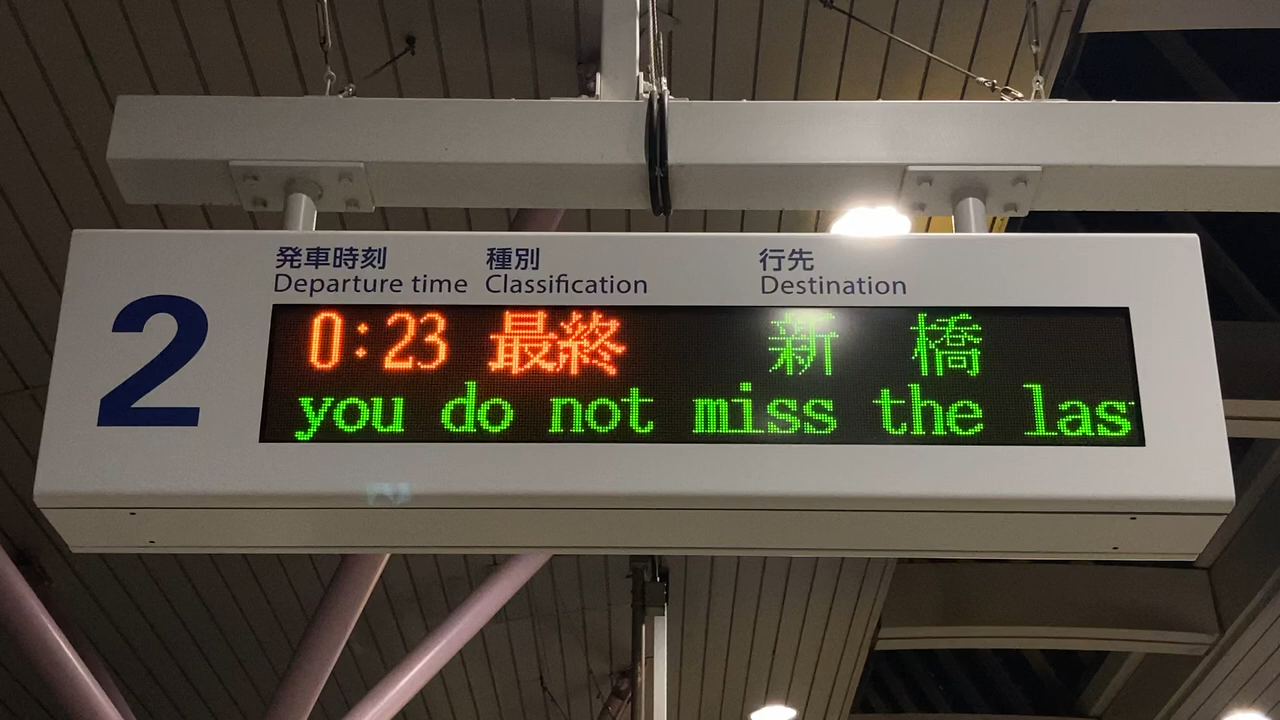 発車時刻 種別 行先
Departure time Classification Destination
2
0:23 最終 新橋
you do not miss the las